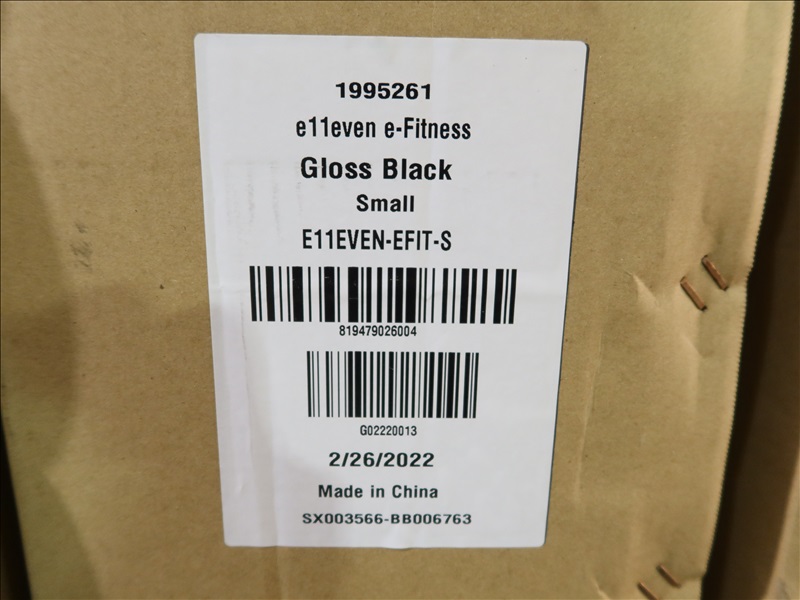 1995261
e11even e-Fitness
Gloss Black
Small
E11EVEN-EFIT-S
819479026004
G02220013
2/26/2022
Made in China
SX003566-BB006763